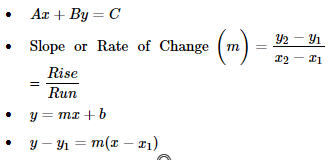 • Ax + By = C
• Slope or Rate of Change (m) = (y₂ − y₁)/(x₂ − x₁)
= Rise/Run
• y = mx + b
• y − y₁ = m(x − x₁)